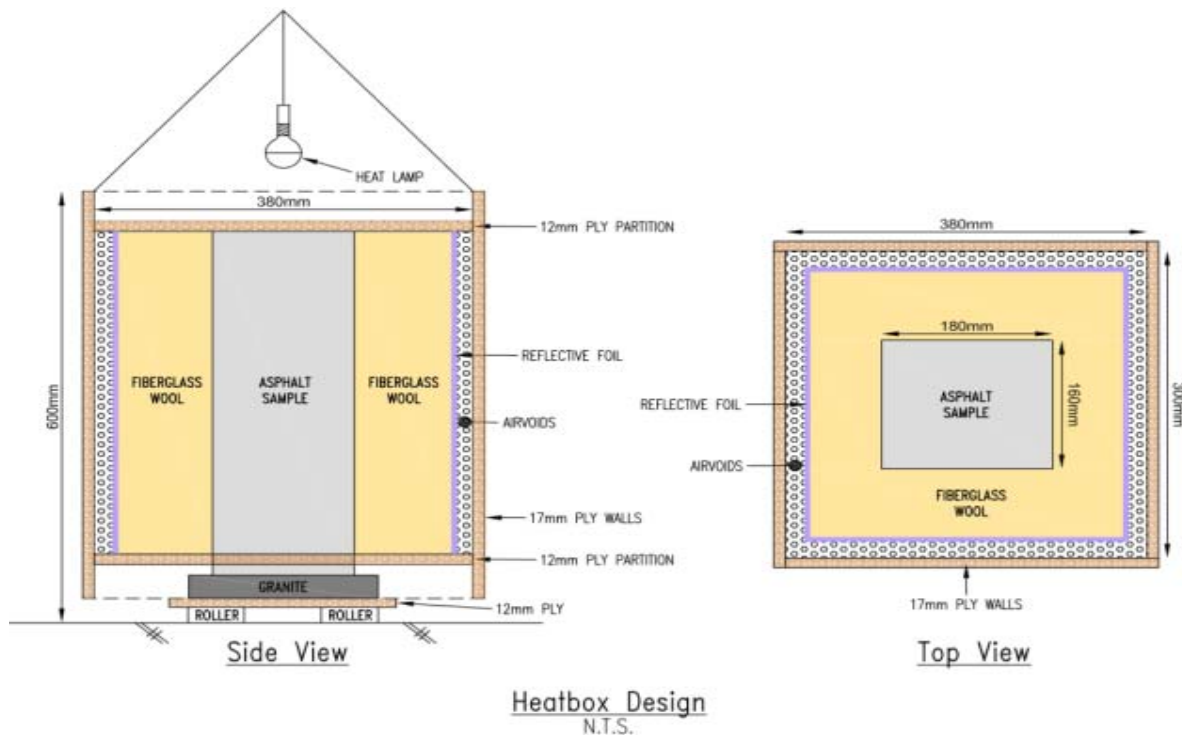 HEAT LAMP
380mm
12mm PLY PARTITION
600mm
FIBERGLASS
WOOL
ASPHALT
SAMPLE
FIBERGLASS
WOOL
REFLECTIVE FOIL
AIRVOIDS
17mm PLY WALLS
12mm PLY PARTITION
GRANITE
12mm PLY
ROLLER
ROLLER
Side View
380mm
180mm
ASPHALT
SAMPLE
160mm
300mm
REFLECTIVE FOIL
AIRVOIDS
FIBERGLASS
WOOL
17mm PLY WALLS
Top View
Heatbox Design
N.T.S.